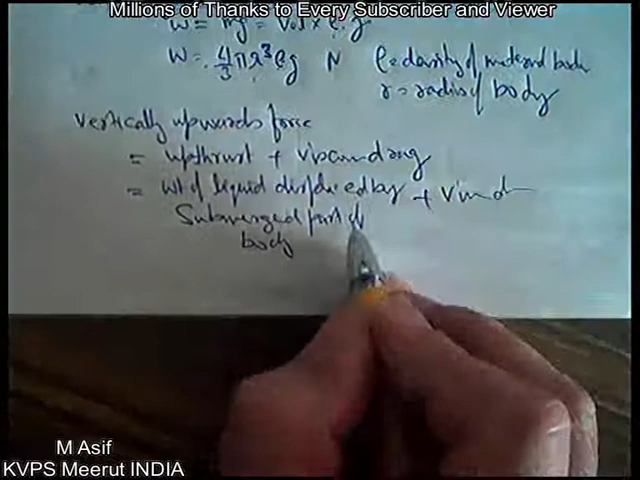 Millions of Thanks to Every Subscriber and Viewer
W = mg = Vol × ρ. g
W = 4/3 πr³ρg N ρ = density of material body
r = radius of body
vertically upwards force
= upthrust + viscous drag
= wt of liquid displaced by +
Submerged part of
body
M Asif
KVPS Meerut INDIA